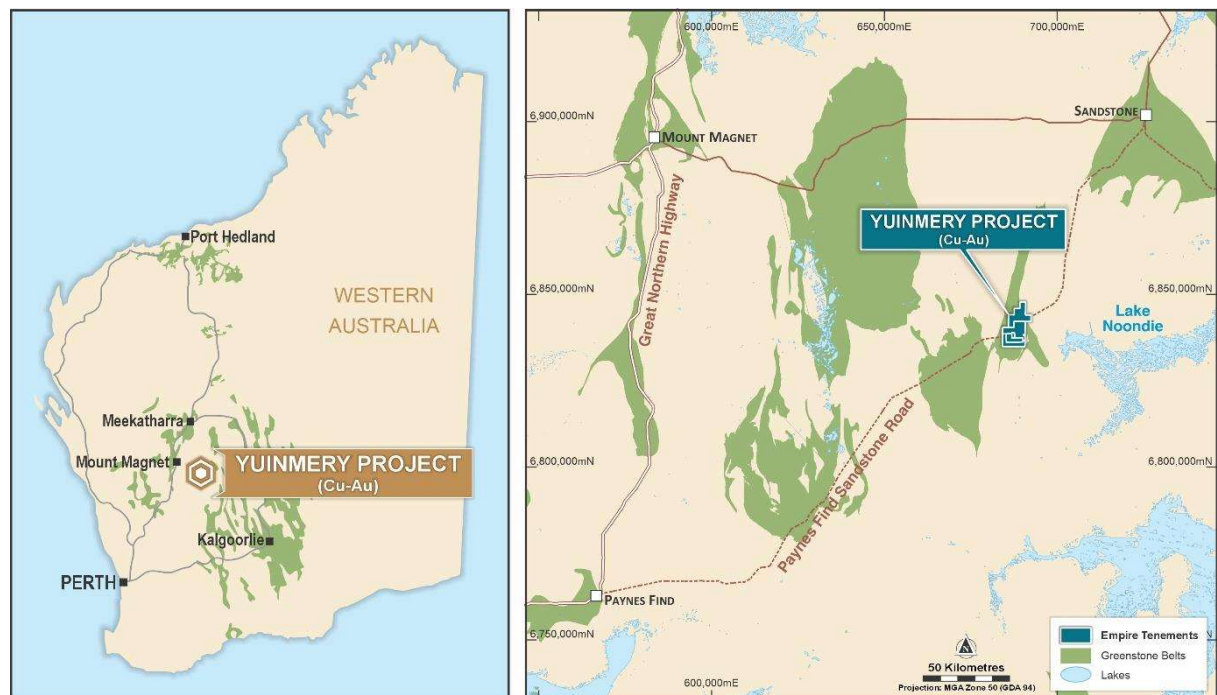 Port Hedland
WESTERN
AUSTRALIA
Meekatharra
Mount Magnet
YUINMERY PROJECT
(Cu-Au)
Kalgoorlie
PERTH
600,000mE
650,000mE
700,000mE
6,900,000mN
SANDSTONE
MOUNT MAGNET
Great Northern Highway
YUINMERY PROJECT
(Cu-Au)
6,850,000mN
6,850,000mN
Lake
Noondie
Paynes Find Sandstone Road
6,800,000mN
6,800,000mN
PAYNES FIND
6,750,000mN
N
50 Kilometres
Projection: MGA Zone 50 (GDA 94)
600,000mE
Empire Tenements
Greenstone Belts
Lakes